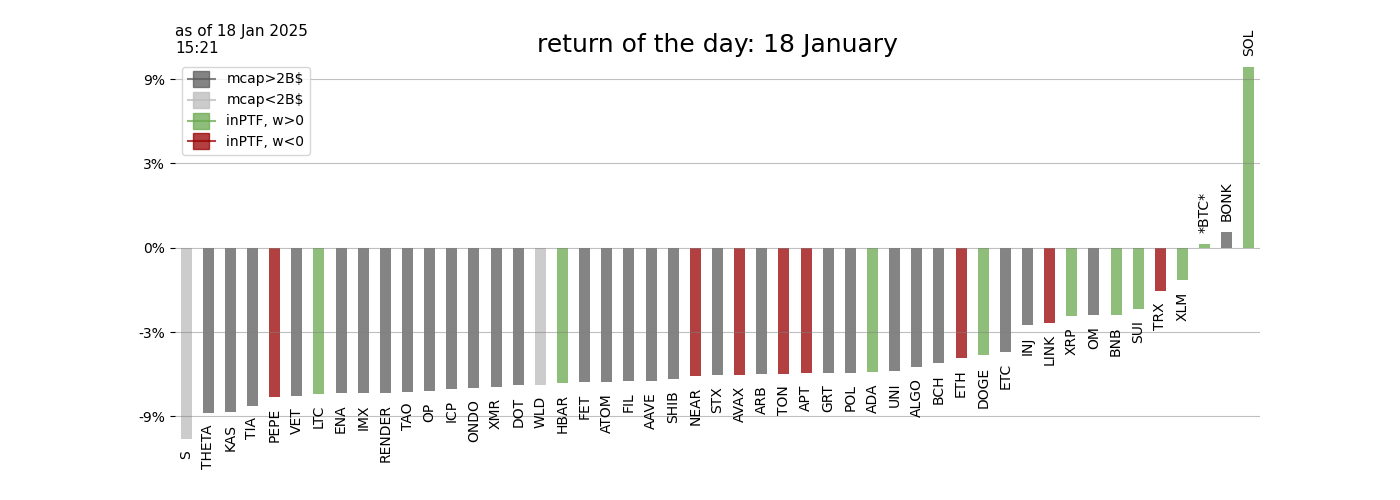 as of 18 Jan 2025
15:21
return of the day: 18 January
mcap>2B$
mcap<2B$
inPTF, w>0
inPTF, w<0
9%
3%
0%
-3%
-9%
S
THETA
KAS
TIA
PEPE
VET
LTC
ENA
IMX
RENDER
TAO
OP
ICP
ONDO
XMR
DOT
WLD
HBAR
FET
ATOM
FIL
AAVE
SHIB
NEAR
STX
AVAX
ARB
TON
APT
GRT
POL
ADA
UNI
ALGO
BCH
ETH
DOGE
ETC
INJ
LINK
XRP
OM
BNB
SUI
TRX
XLM
*BTC*
BONK
SOL